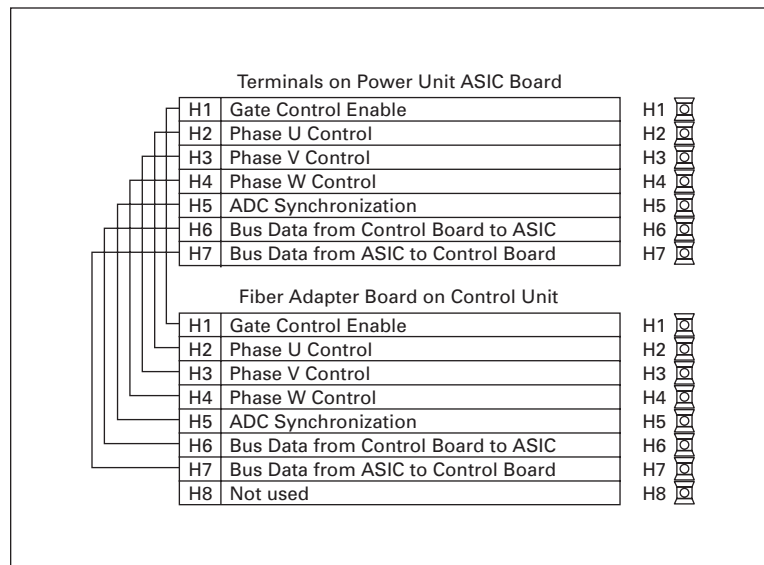 Terminals on Power Unit ASIC Board
H1 Gate Control Enable H1
H2 Phase U Control H2
H3 Phase V Control H3
H4 Phase W Control H4
H5 ADC Synchronization H5
H6 Bus Data from Control Board to ASIC H6
H7 Bus Data from ASIC to Control Board H7
Fiber Adapter Board on Control Unit
H1 Gate Control Enable H1
H2 Phase U Control H2
H3 Phase V Control H3
H4 Phase W Control H4
H5 ADC Synchronization H5
H6 Bus Data from Control Board to ASIC H6
H7 Bus Data from ASIC to Control Board H7
H8 Not used H8